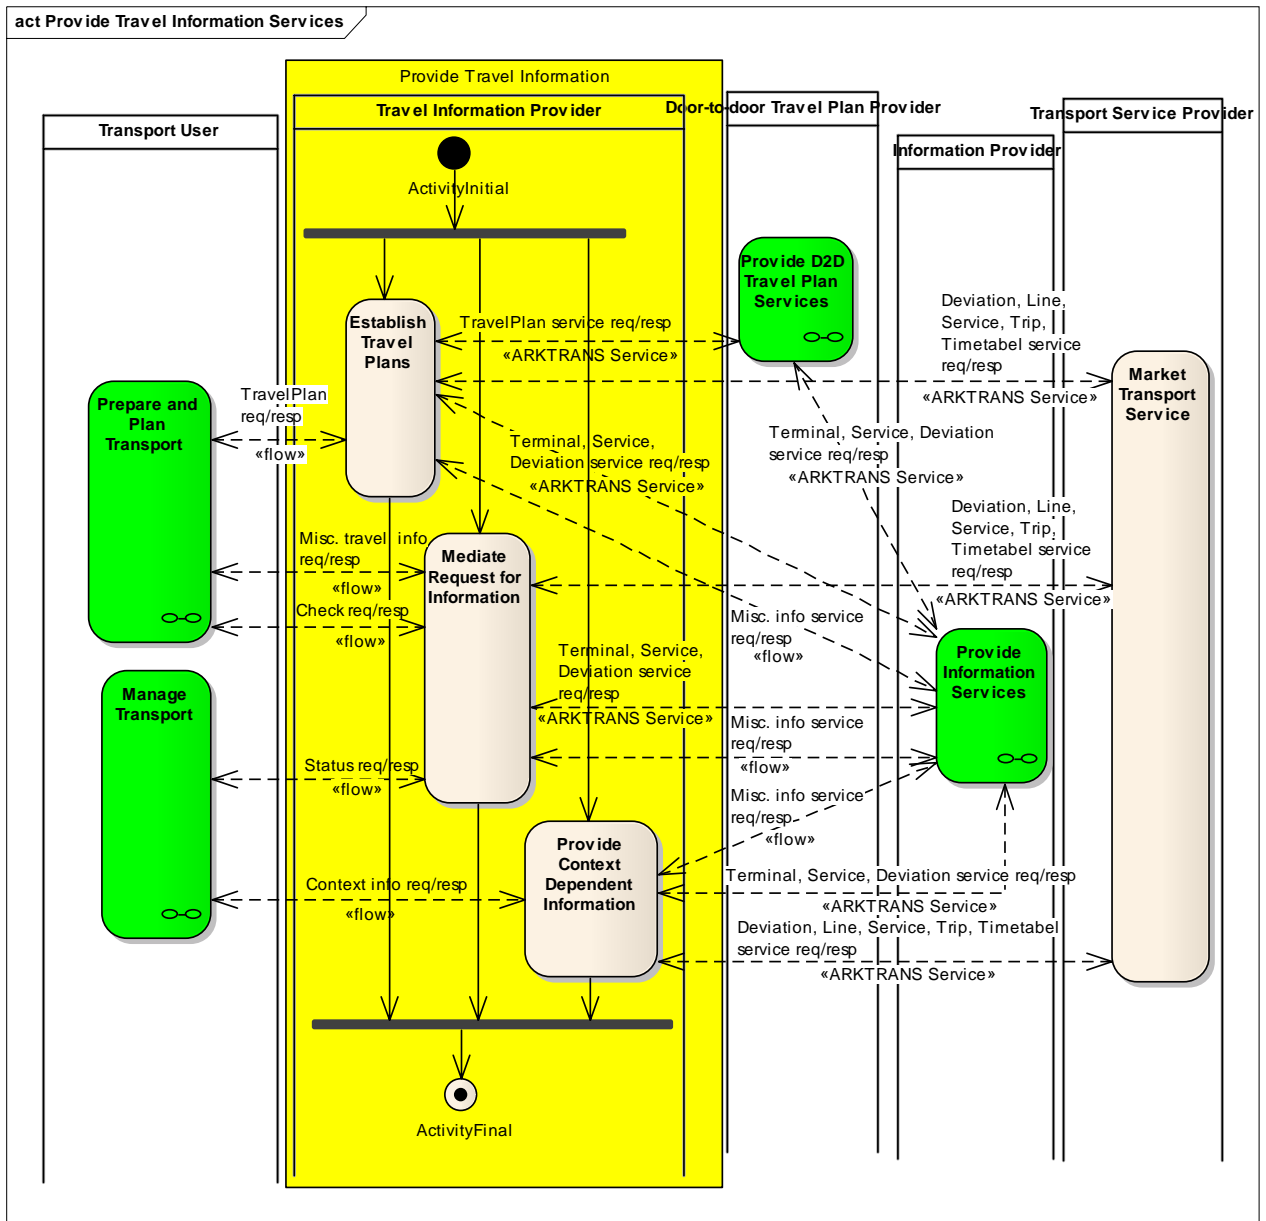 act Provide Travel Information Services
Provide Travel Information
Transport User
Travel Information Provider
Door-to-door Travel Plan Provider
Information Provider
Transport Service Provider
ActivityInitial
Establish
Travel
Plans
TravelPlan service req/resp
«ARKTRANS Service»
Provide D2D
Travel Plan
Services
Deviation, Line,
Service, Trip,
Timetabel service
req/resp
«ARKTRANS Service»
Market
Transport
Service
Prepare and
Plan
Transport
TravelPlan
req/resp
«flow»
Terminal, Service,
Deviation service req/resp
«ARKTRANS Service»
Terminal, Service, Deviation
service req/resp
«ARKTRANS Service»
Misc. travel info
req/resp
«flow»
Check req/resp
«flow»
Mediate
Request for
Information
Deviation, Line,
Service, Trip,
Timetabel service
req/resp
«ARKTRANS Service»
Misc. info service
req/resp
«flow»
Provide
Information
Services
Terminal, Service,
Deviation service
req/resp
«ARKTRANS Service»
Manage
Transport
Misc. info service
req/resp
«flow»
Status req/resp
«flow»
Misc. info service
req/resp
«flow»
Provide
Context
Dependent
Information
Context info req/resp
«flow»
Terminal, Service, Deviation service req/resp
«ARKTRANS Service»
Deviation, Line, Service, Trip, Timetabel
service req/resp
«ARKTRANS Service»
ActivityFinal